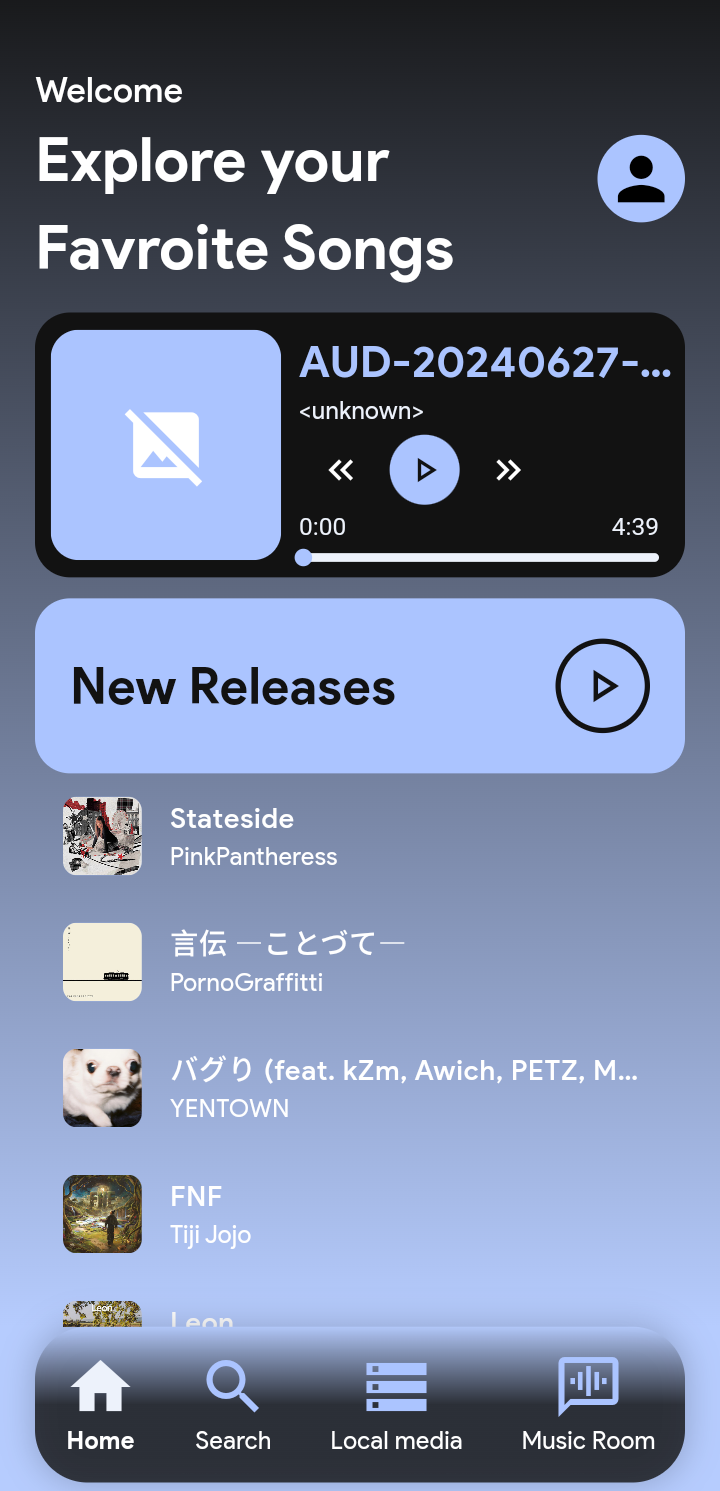 Welcome
Explore your
Favroite Songs
AUD-20240627-...
<unknown>
0:00 4:39
New Releases
Stateside
PinkPantheress
言伝 ―ことづて―
PornoGraffitti
バグり (feat. kZm, Awich, PETZ, M...
YENTOWN
FNF
Tiji Jojo
Leon
Leon
Home Search Local media Music Room